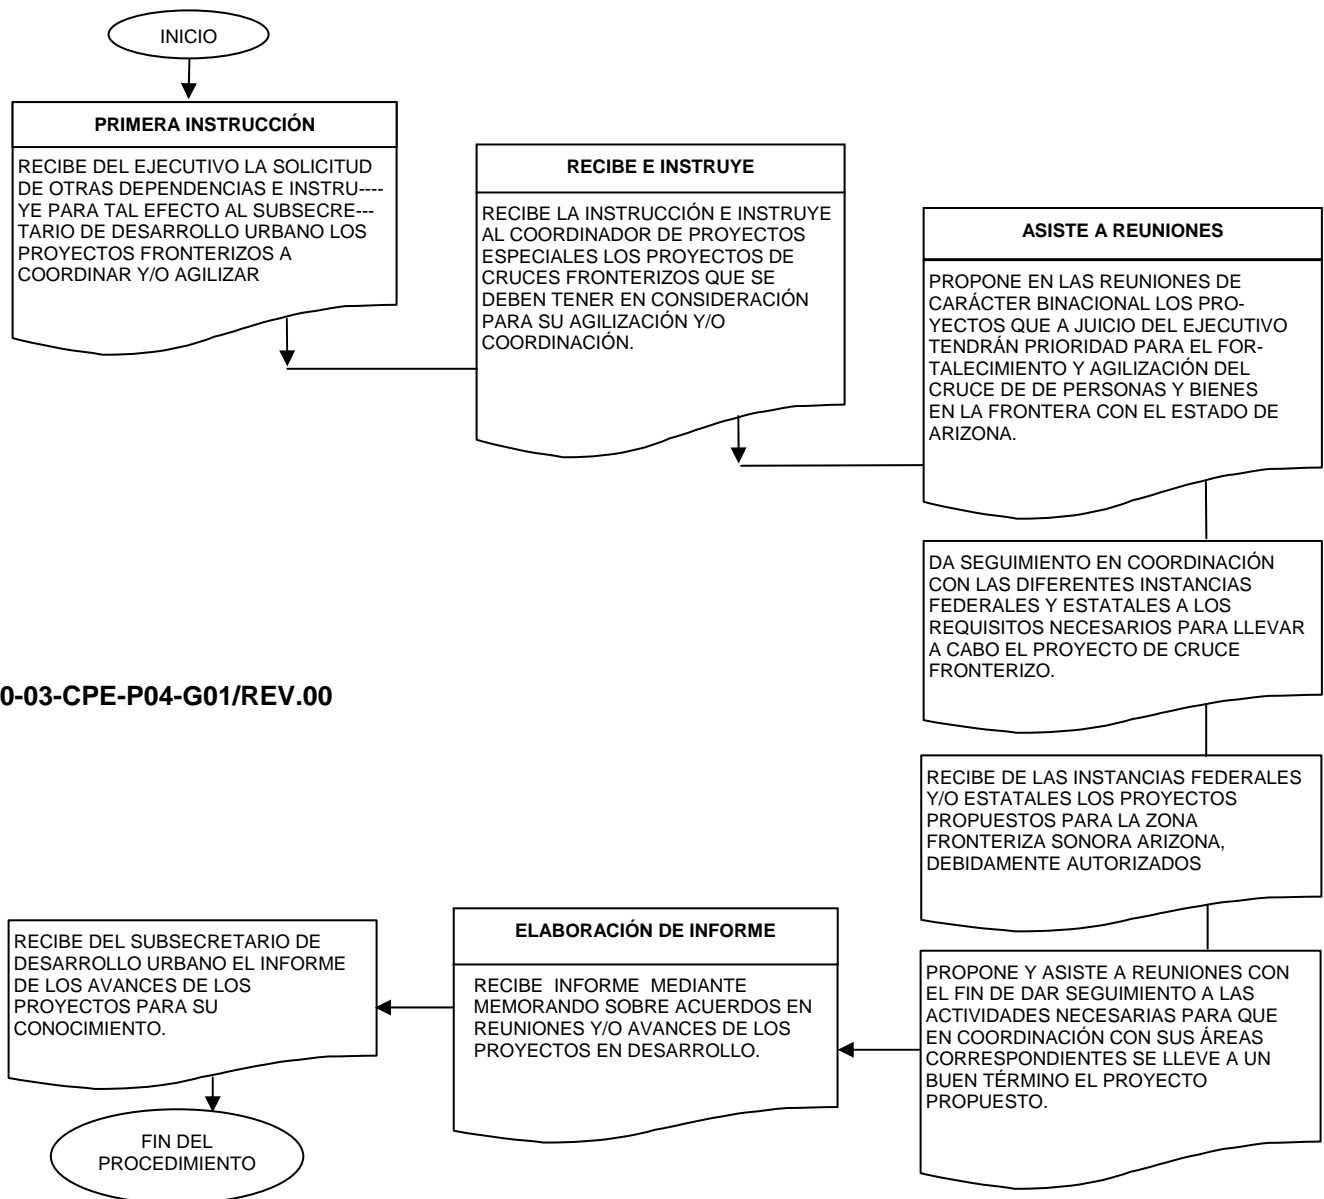 INICIO
PRIMERA INSTRUCCIÓN
RECIBE DEL EJECUTIVO LA SOLICITUD
DE OTRAS DEPENDENCIAS E INSTRU----
YE PARA TAL EFECTO AL SUBSECRE---
TARIO DE DESARROLLO URBANO LOS
PROYECTOS FRONTERIZOS A
COORDINAR Y/O AGILIZAR
RECIBE E INSTRUYE
RECIBE LA INSTRUCCIÓN E INSTRUYE
AL COORDINADOR DE PROYECTOS
ESPECIALES LOS PROYECTOS DE
CRUCES FRONTERIZOS QUE SE
DEBEN TENER EN CONSIDERACIÓN
PARA SU AGILIZACIÓN Y/O
COORDINACIÓN.
ASISTE A REUNIONES
PROPONE EN LAS REUNIONES DE
CARÁCTER BINACIONAL LOS PRO-
YECTOS QUE A JUICIO DEL EJECUTIVO
TENDRÁN PRIORIDAD PARA EL FOR-
TALECIMIENTO Y AGILIZACIÓN DEL
CRUCE DE DE PERSONAS Y BIENES
EN LA FRONTERA CON EL ESTADO DE
ARIZONA.
DA SEGUIMIENTO EN COORDINACIÓN
CON LAS DIFERENTES INSTANCIAS
FEDERALES Y ESTATALES A LOS
REQUISITOS NECESARIOS PARA LLEVAR
A CABO EL PROYECTO DE CRUCE
FRONTERIZO.
0-03-CPE-P04-G01/REV.00
RECIBE DE LAS INSTANCIAS FEDERALES
Y/O ESTATALES LOS PROYECTOS
PROPUESTOS PARA LA ZONA
FRONTERIZA SONORA ARIZONA,
DEBIDAMENTE AUTORIZADOS
PROPONE Y ASISTE A REUNIONES CON
EL FIN DE DAR SEGUIMIENTO A LAS
ACTIVIDADES NECESARIAS PARA QUE
EN COORDINACIÓN CON SUS ÁREAS
CORRESPONDIENTES SE LLEVE A UN
BUEN TÉRMINO EL PROYECTO
PROPUESTO.
ELABORACIÓN DE INFORME
RECIBE INFORME MEDIANTE
MEMORANDO SOBRE ACUERDOS EN
REUNIONES Y/O AVANCES DE LOS
PROYECTOS EN DESARROLLO.
RECIBE DEL SUBSECRETARIO DE
DESARROLLO URBANO EL INFORME
DE LOS AVANCES DE LOS
PROYECTOS PARA SU
CONOCIMIENTO.
FIN DEL
PROCEDIMIENTO